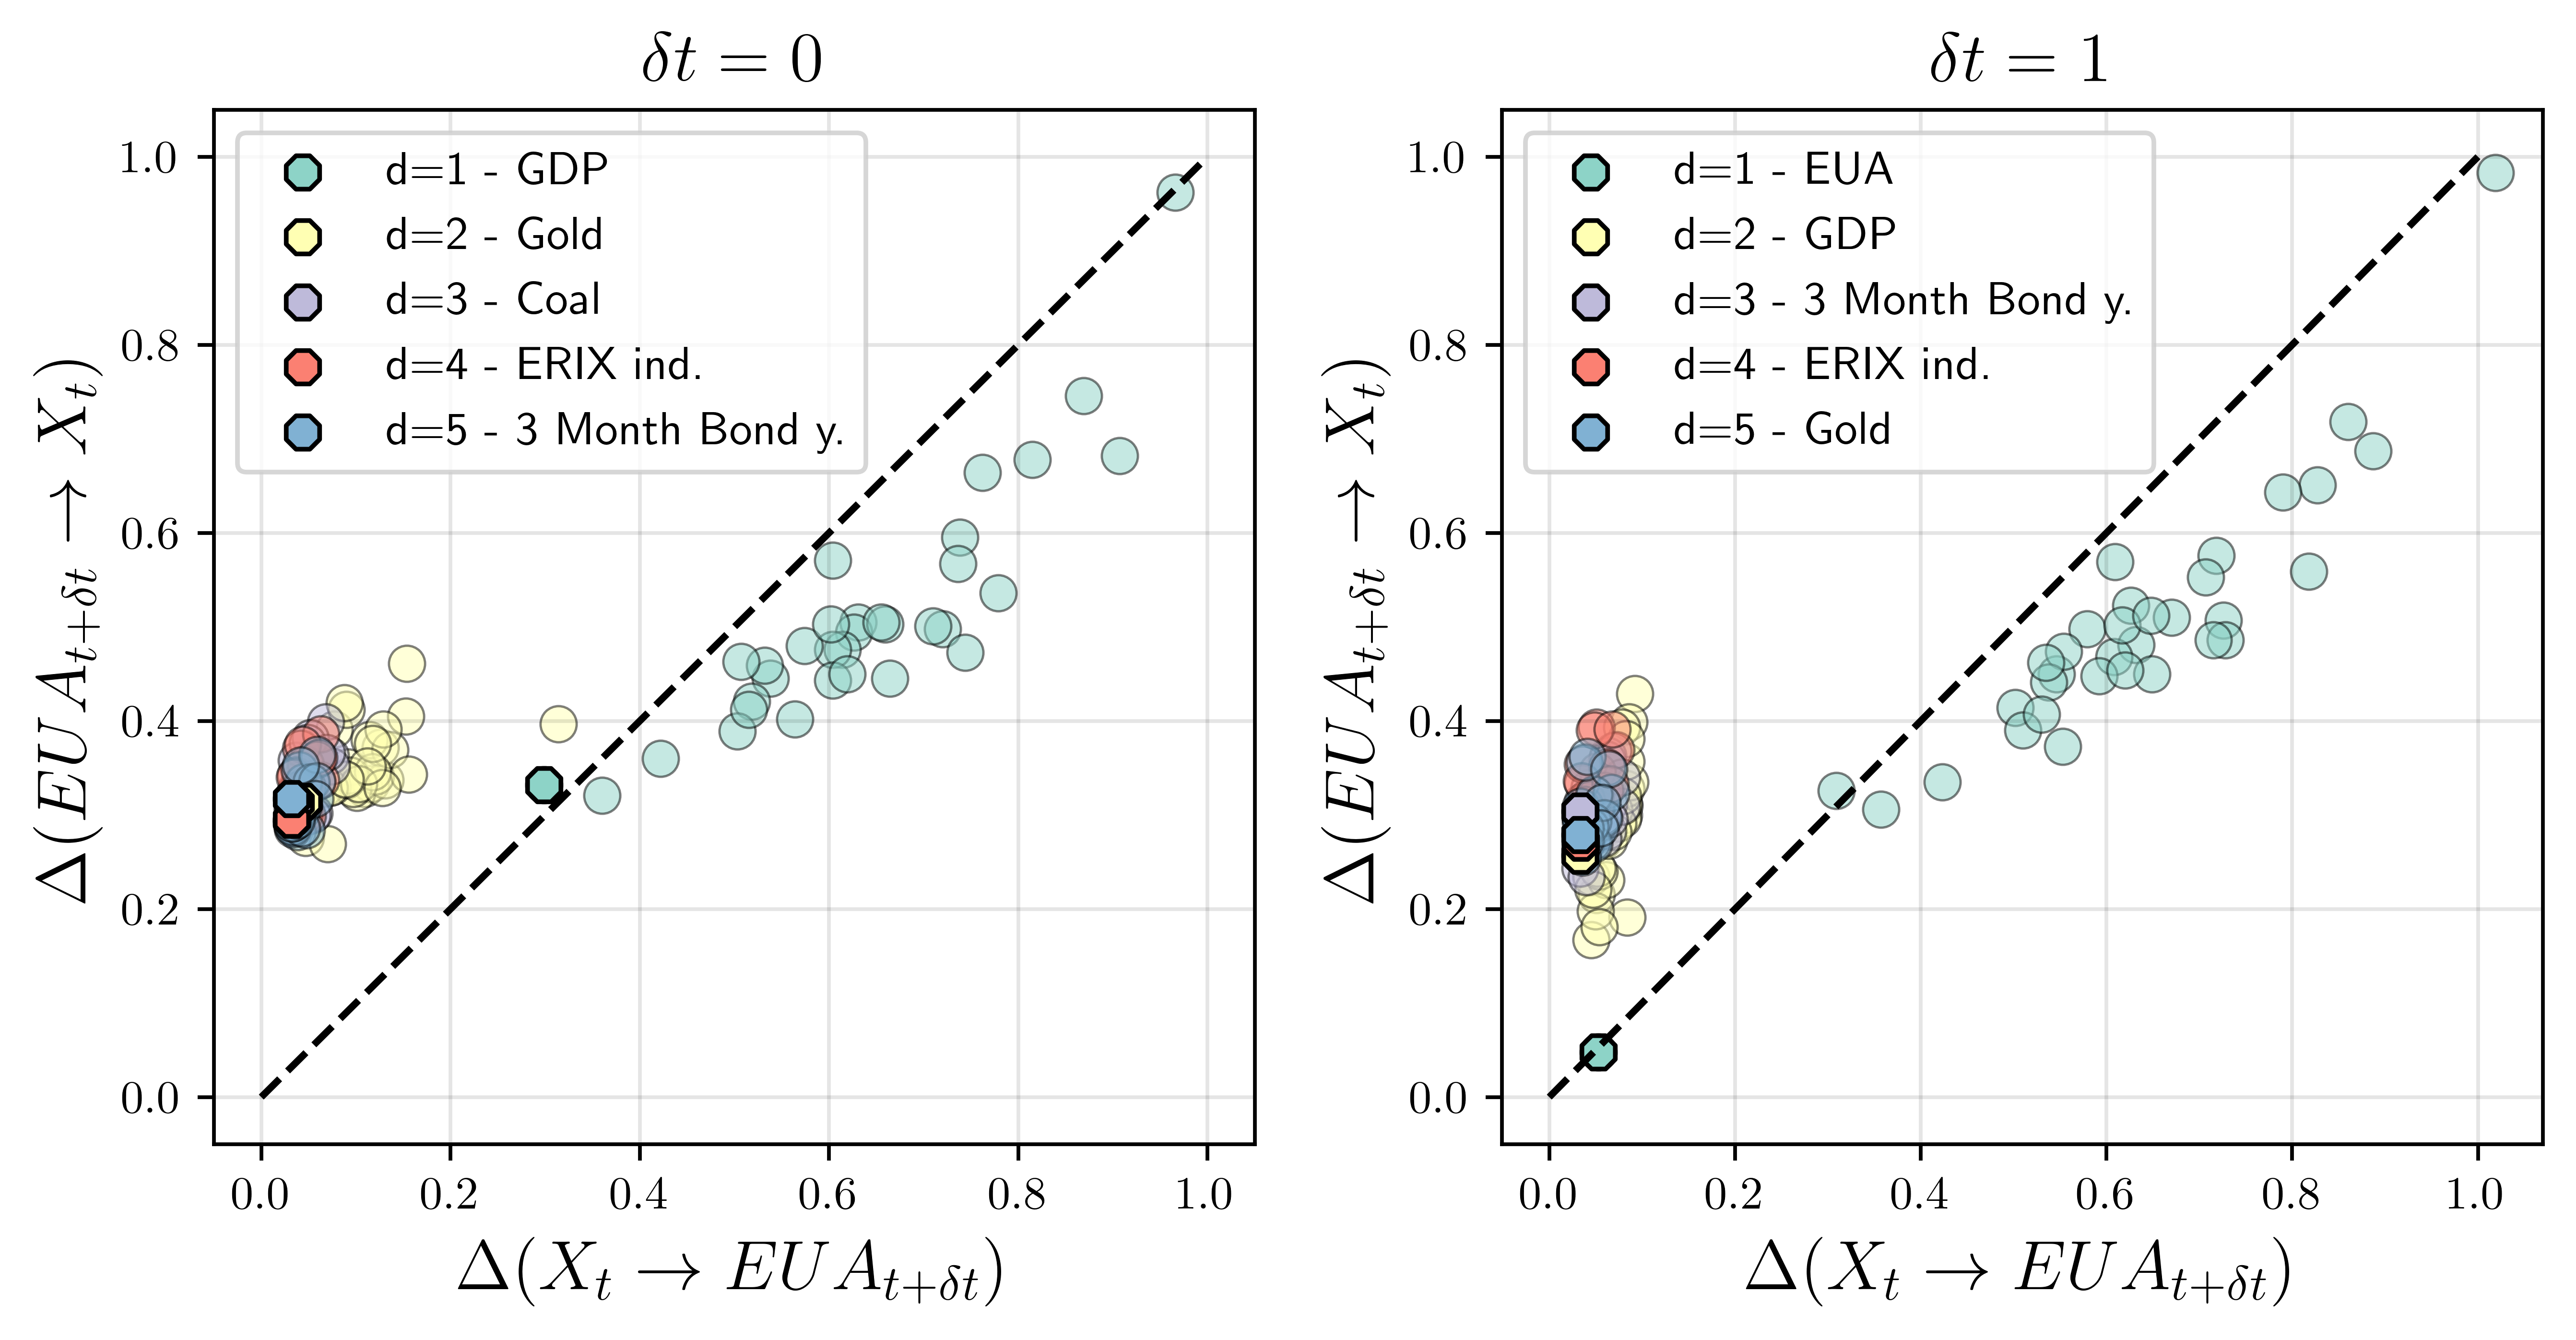 δt = 0
Δ(EUA_{t+δt} → X_t)
1.0
0.8
0.6
0.4
0.2
0.0
d=1 - GDP
d=2 - Gold
d=3 - Coal
d=4 - ERIX ind.
d=5 - 3 Month Bond y.
0.0 0.2 0.4 0.6 0.8 1.0
Δ(X_t → EUA_{t+δt})
δt = 1
Δ(EUA_{t+δt} → X_t)
1.0
0.8
0.6
0.4
0.2
0.0
d=1 - EUA
d=2 - GDP
d=3 - 3 Month Bond y.
d=4 - ERIX ind.
d=5 - Gold
0.0 0.2 0.4 0.6 0.8 1.0
Δ(X_t → EUA_{t+δt})